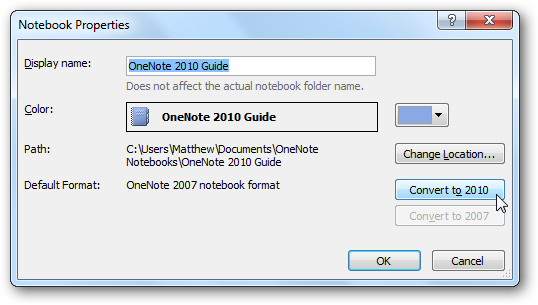 Notebook Properties
Display name: OneNote 2010 Guide
Does not affect the actual notebook folder name.
Color: OneNote 2010 Guide
Path: C:\Users\Matthew\Documents\OneNote
Notebooks\OneNote 2010 Guide
Change Location...
Default Format: OneNote 2007 notebook format
Convert to 2010
Convert to 2007
OK Cancel